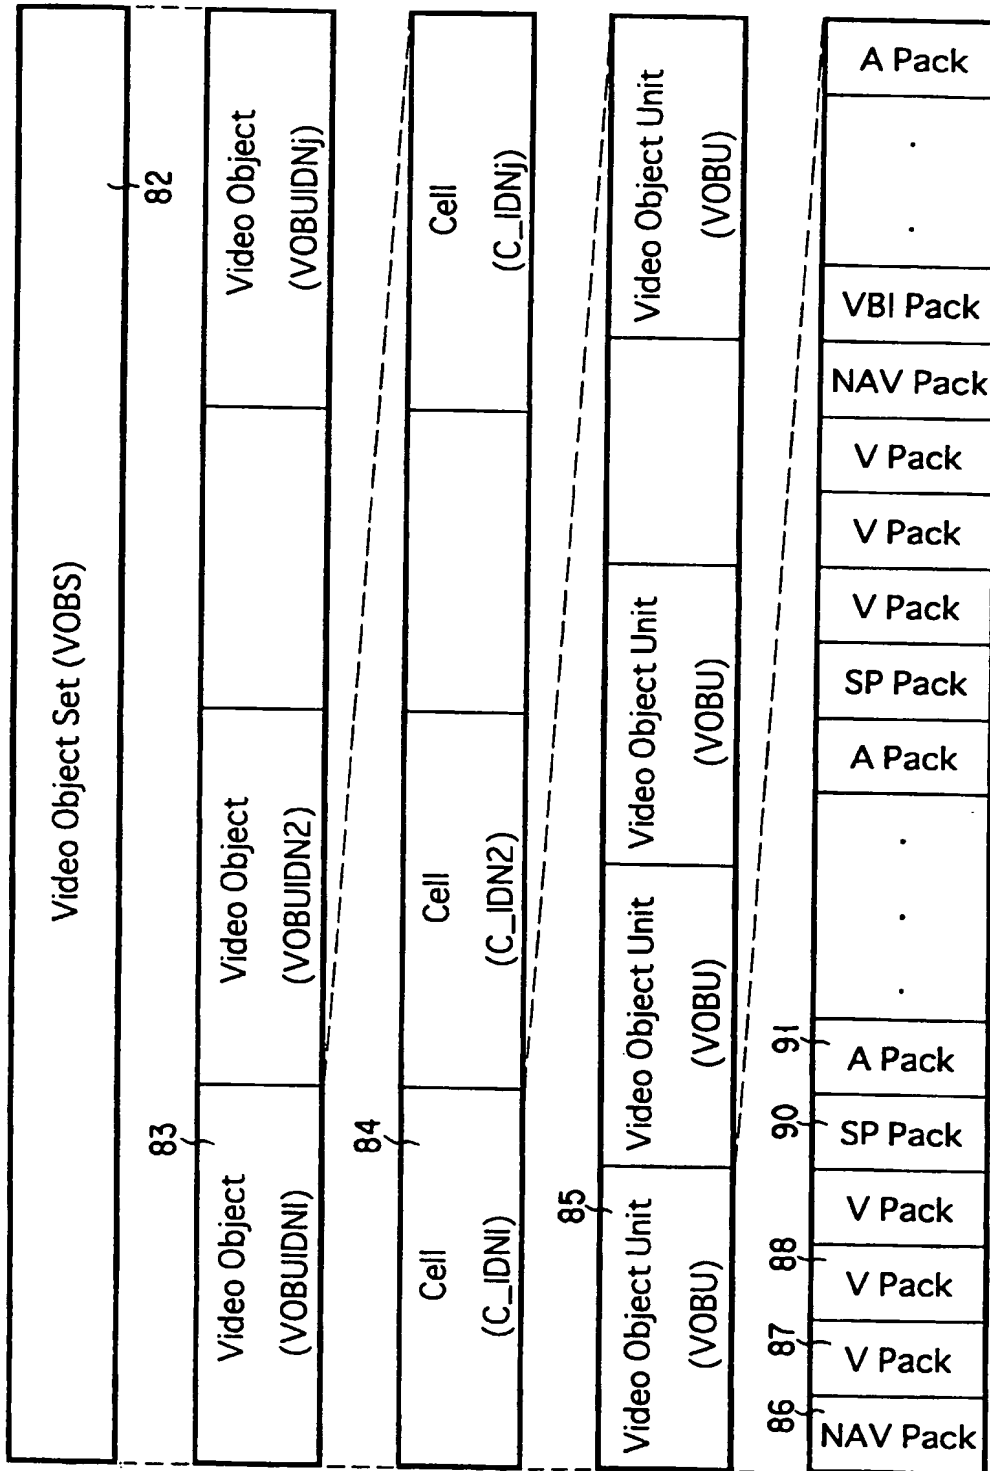 Video Object Set (VOBS)
82
83
Video Object
(VOBUIDN1)
Video Object
(VOBUIDN2)
Video Object
(VOBUIDNj)
84
Cell
(C_IDN1)
Cell
(C_IDN2)
Cell
(C_IDNj)
85
Video Object Unit
(VOBU)
Video Object Unit
(VOBU)
Video Object Unit
(VOBU)
Video Object Unit
(VOBU)
86
87
88
90
91
NAV Pack
V Pack
V Pack
V Pack
SP Pack
A Pack
. . .
A Pack
SP Pack
V Pack
V Pack
V Pack
NAV Pack
VBI Pack
. .
A Pack